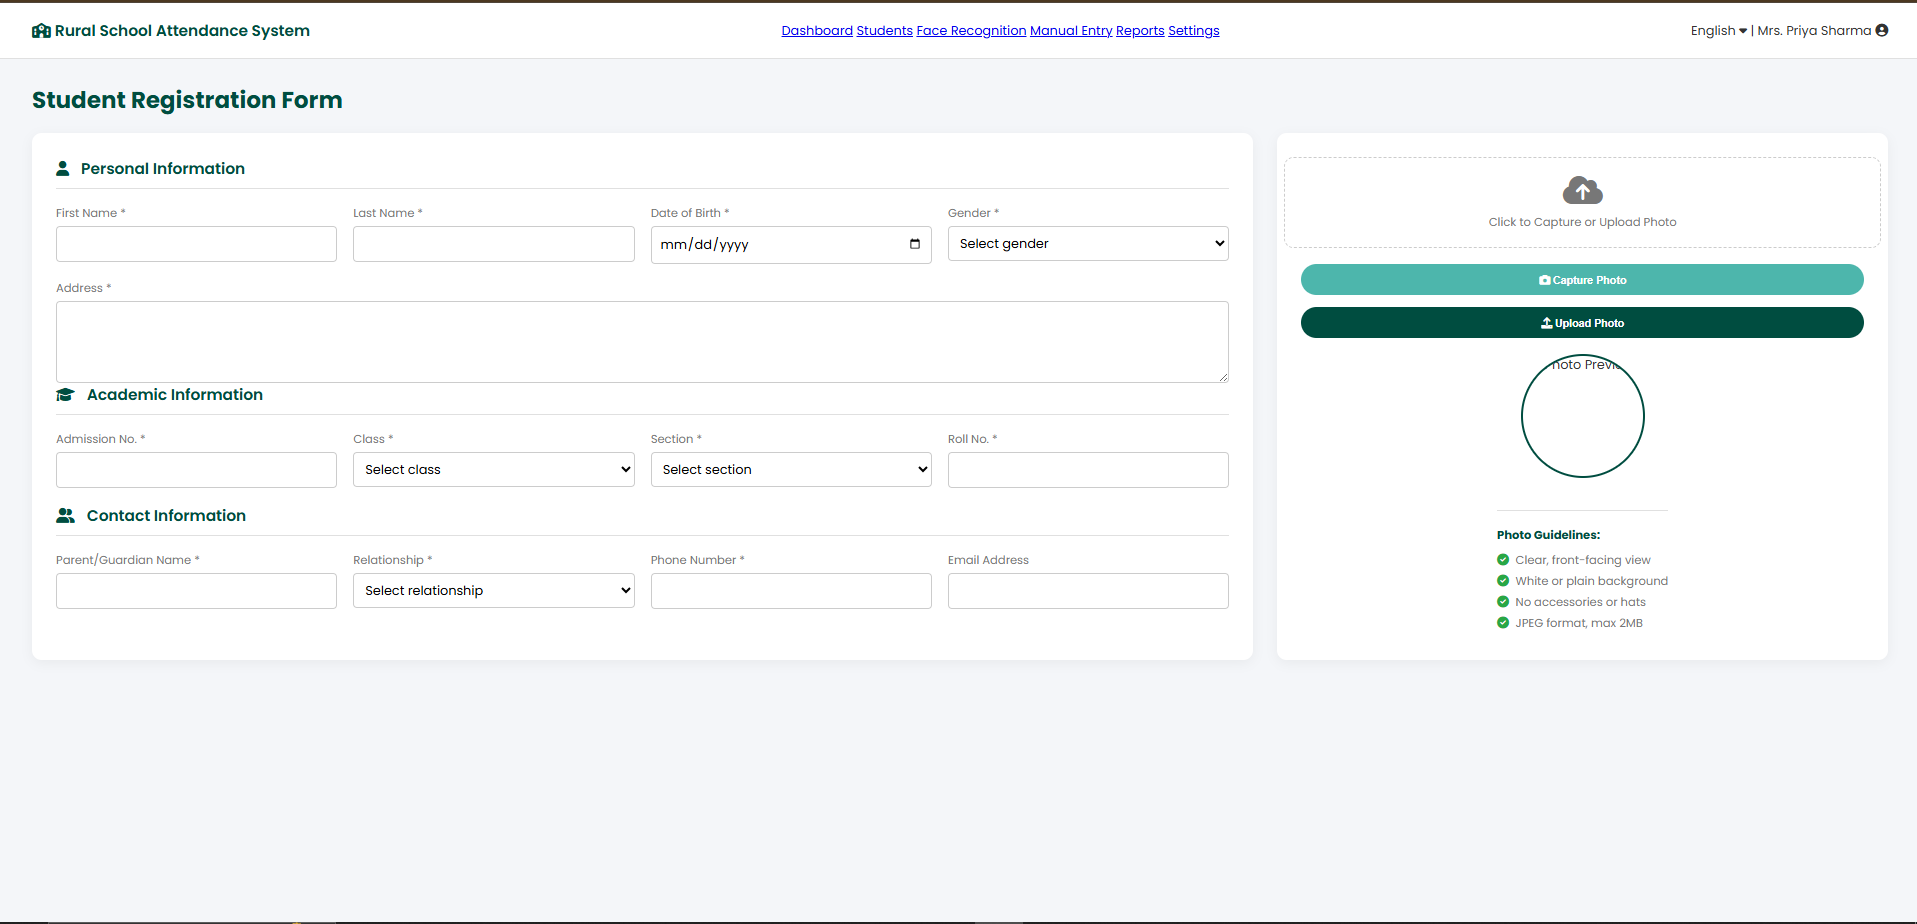 Rural School Attendance System
Dashboard Students Face Recognition Manual Entry Reports Settings
English | Mrs. Priya Sharma
Student Registration Form
Personal Information
First Name *
Last Name *
Date of Birth *
Gender *
mm/dd/yyyy
Select gender
Address *
Academic Information
Admission No. *
Class *
Section *
Roll No. *
Select class
Select section
Contact Information
Parent/Guardian Name *
Relationship *
Phone Number *
Email Address
Select relationship
Click to Capture or Upload Photo
Capture Photo
Upload Photo
hoto Previe
Photo Guidelines:
Clear, front-facing view
White or plain background
No accessories or hats
JPEG format, max 2MB